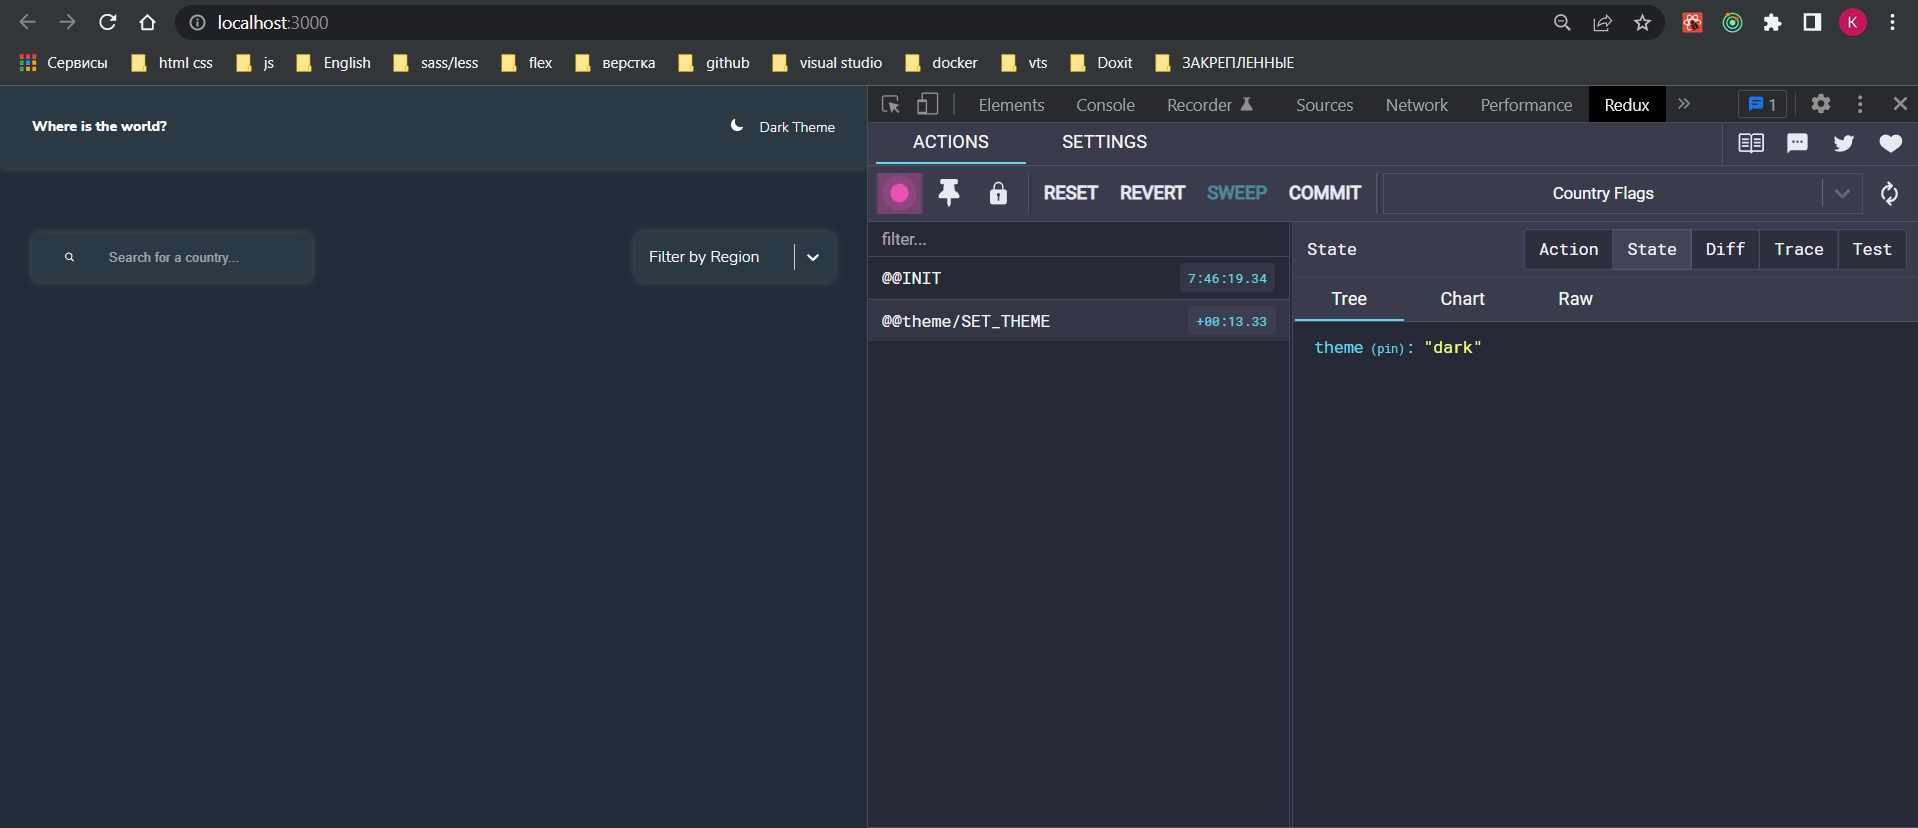 localhost:3000
K
Сервисы html css js English sass/less flex верстка github visual studio docker vts Doxit ЗАКРЕПЛЕННЫЕ
Where is the world?
Dark Theme
Search for a country...
Filter by Region
Elements Console Recorder Sources Network Performance Redux » 1
ACTIONS SETTINGS
RESET REVERT SWEEP COMMIT Country Flags
filter...
@@INIT 7:46:19.34
@@theme/SET_THEME +00:13.33
State Action State Diff Trace Test
Tree Chart Raw
theme (pin): "dark"